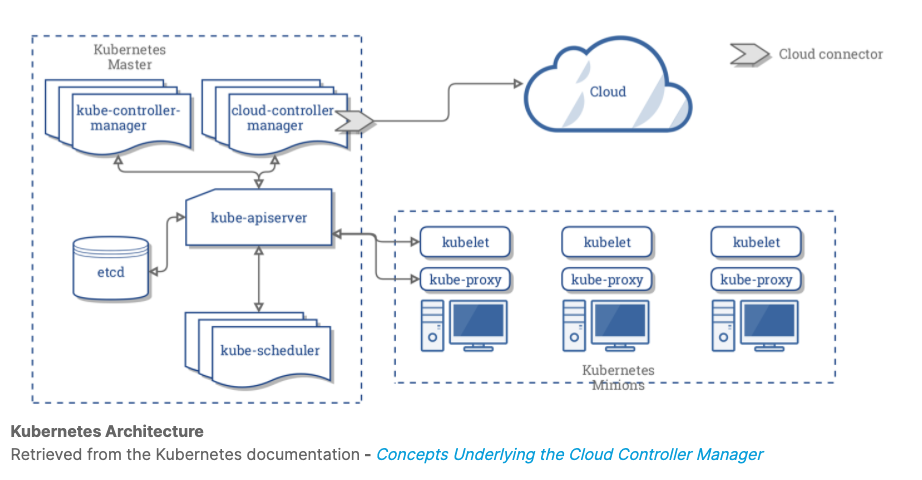 Kubernetes
Master
kube-controller-
manager
cloud-controller
manager
Cloud
Cloud connector
kube-apiserver
etcd
kube-scheduler
kubelet
kubelet
kubelet
kube-proxy
kube-proxy
kube-proxy
Kubernetes
Minions
Kubernetes Architecture
Retrieved from the Kubernetes documentation - Concepts Underlying the Cloud Controller Manager